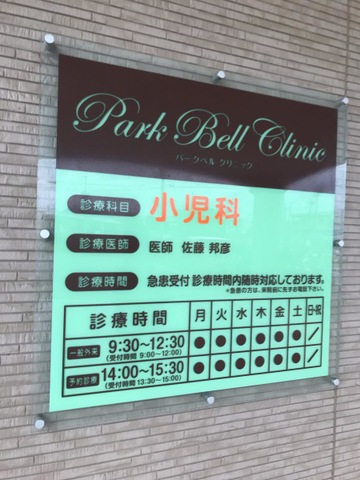 Park Bell Clinic
パークベル クリニック
診療科目 小児科
診療医師 医師 佐藤 邦彦
診療時間 急患受付 診療時間内随時対応しております。
*急患の方は、来院前に先ずお電話下さい。
診療時間 月 火 水 木 金 土 日・祝
一般外来 9:30～12:30 ● ● ● ● ● ● ／
(受付時間 9:00～12:00)
予約診療 14:00～15:30 ● ● ● ● ● ● ／
(受付時間 13:30～15:00)